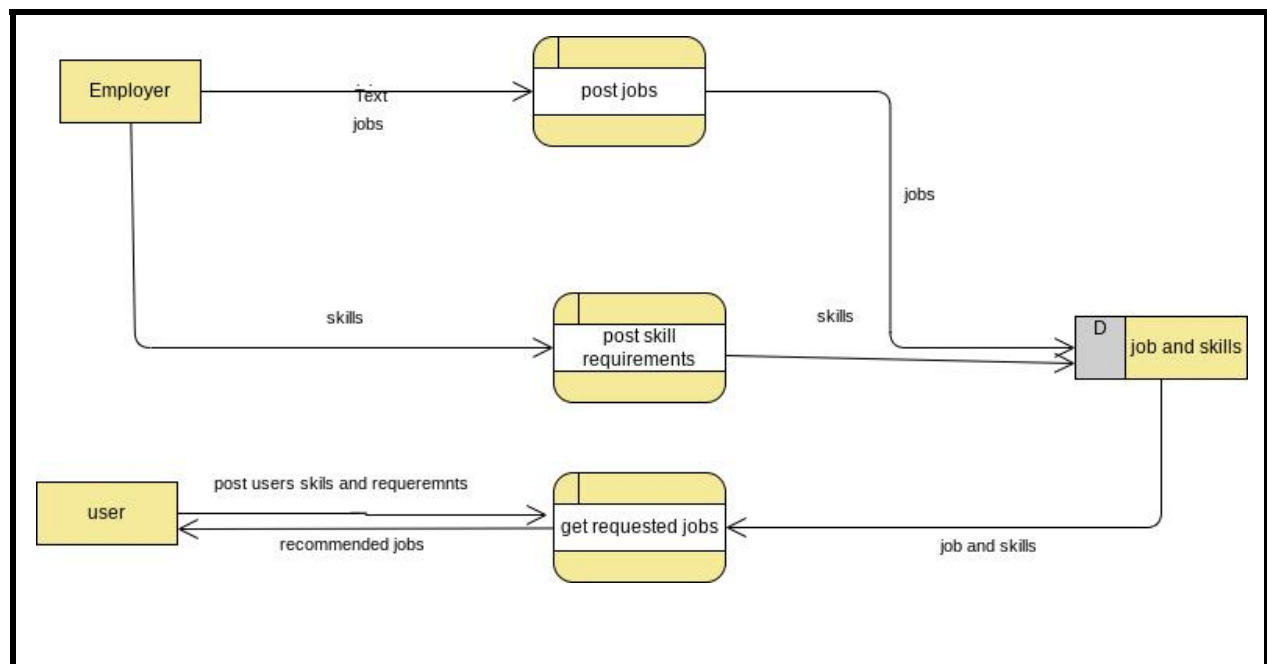 Employer
Text
jobs
post jobs
jobs
skills
post skill
requirements
skills
D
job and skills
post users skils and requeremnts
user
get requested jobs
recommended jobs
job and skills